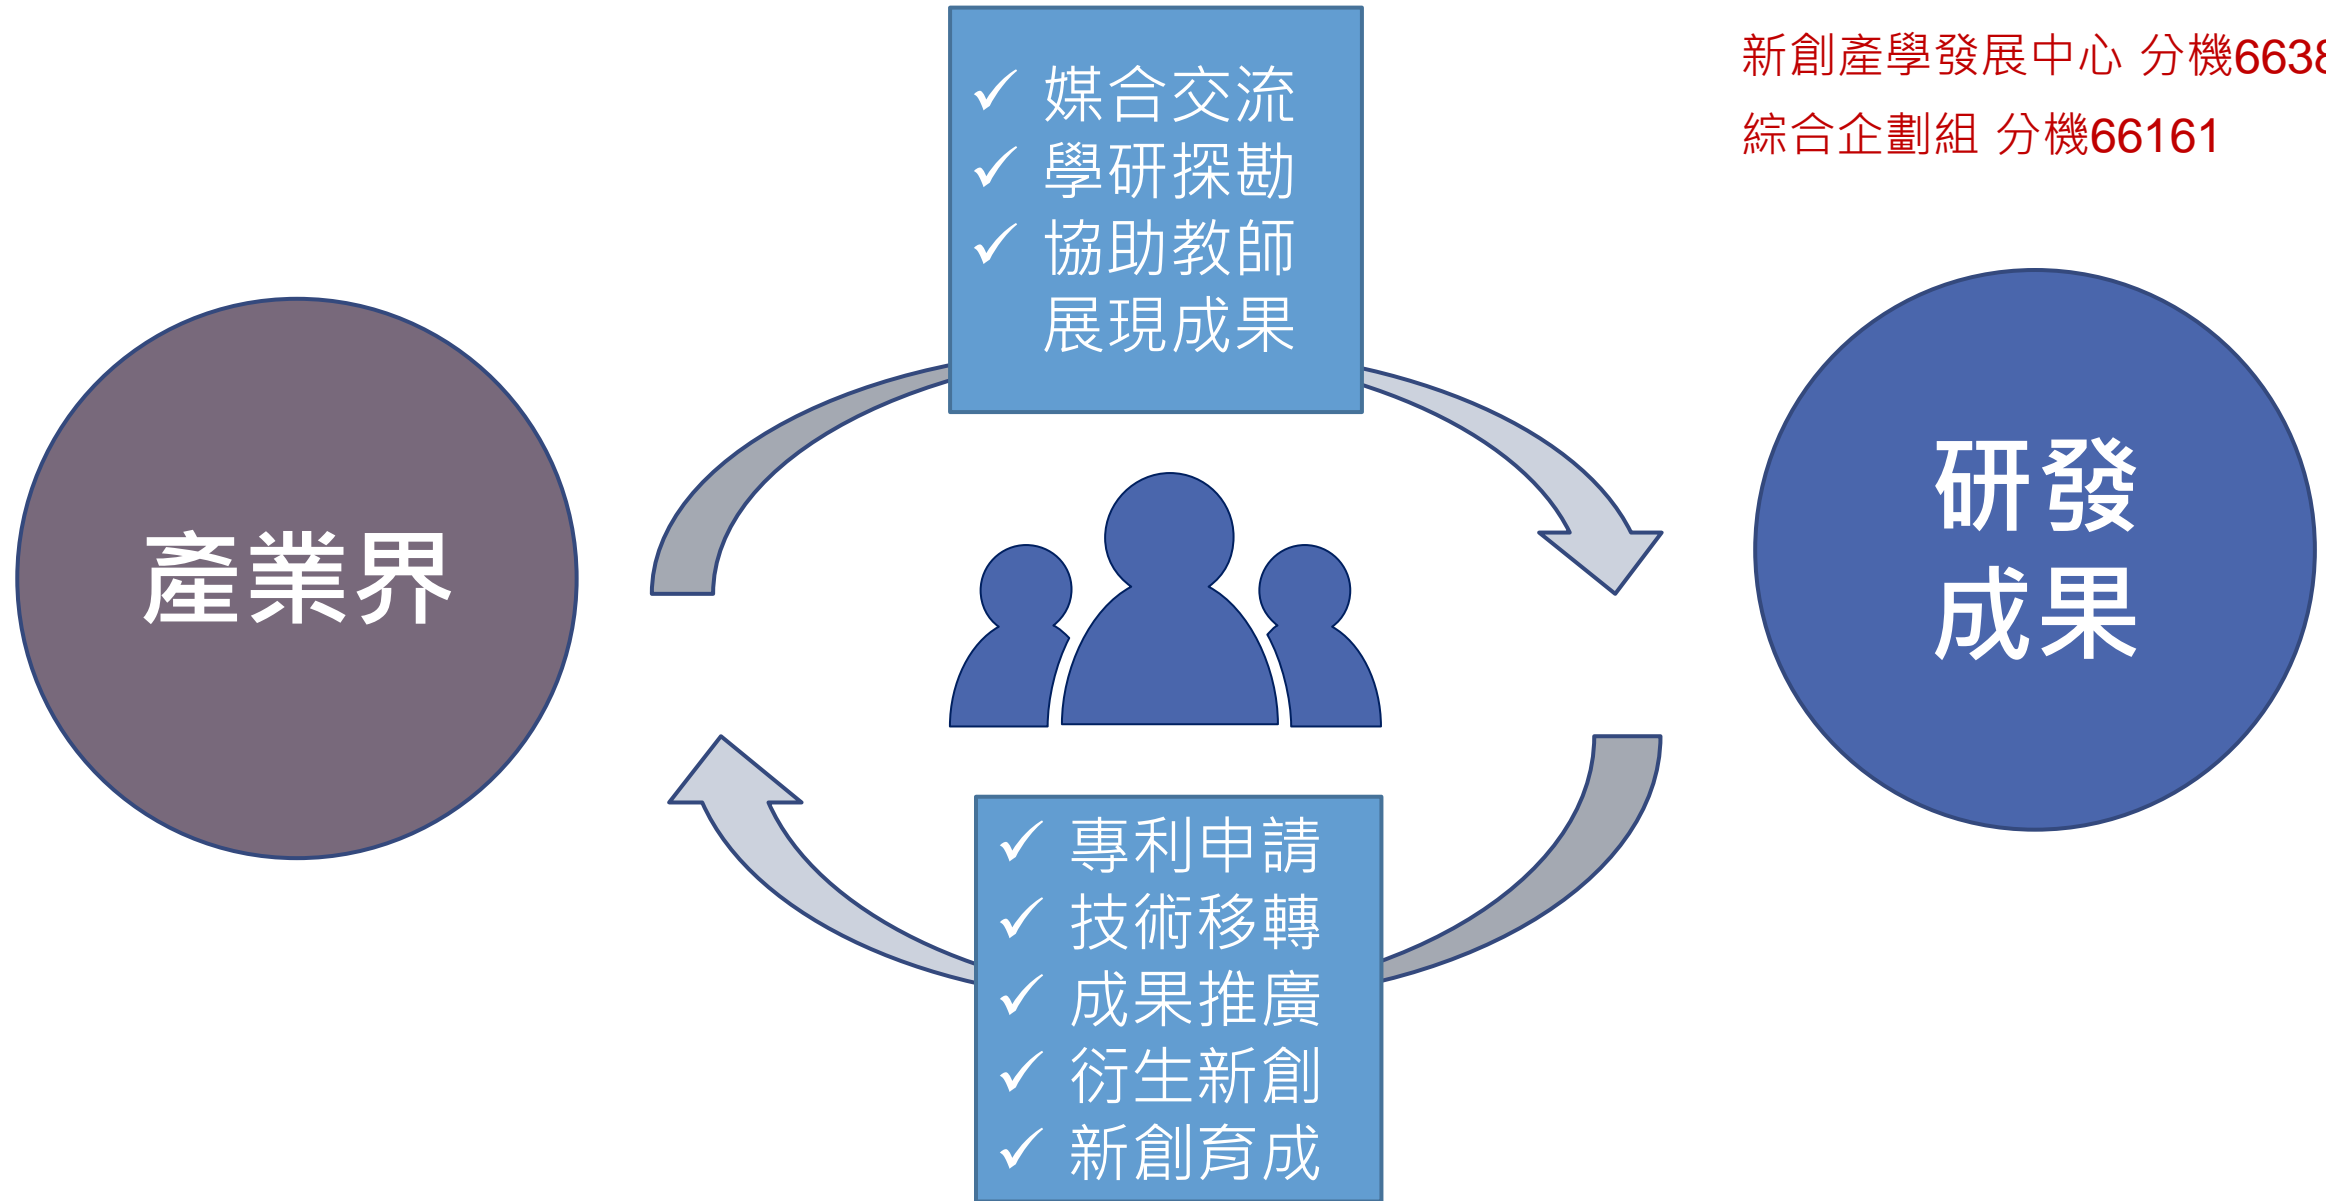 新創產學發展中心 分機6638
綜合企劃組 分機66161
✓ 媒合交流
✓ 學研探勘
✓ 協助教師
展現成果
產業界
研發
成果
✓ 專利申請
✓ 技術移轉
✓ 成果推廣
✓ 衍生新創
✓ 新創育成